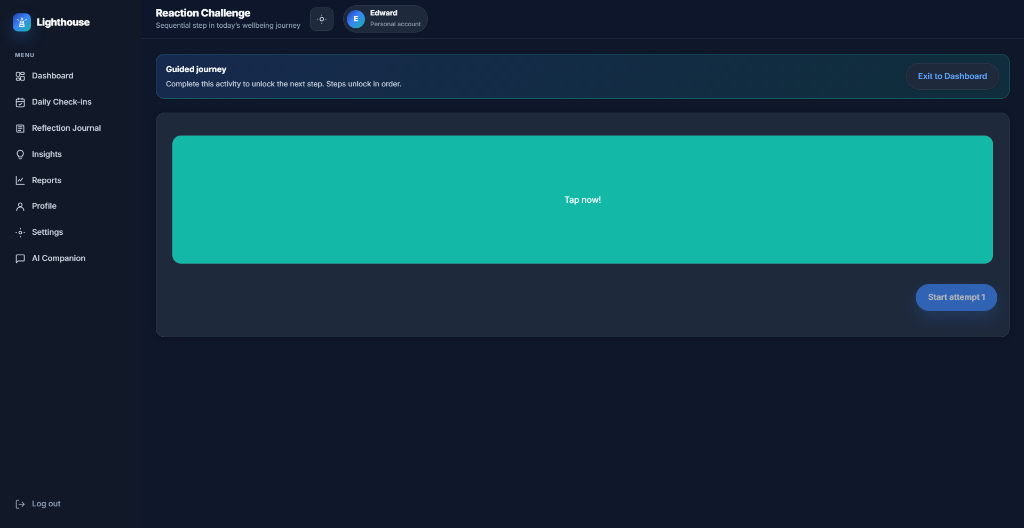 Lighthouse
MENU
Dashboard
Daily Check-ins
Reflection Journal
Insights
Reports
Profile
Settings
AI Companion
Log out
Reaction Challenge
Sequential step in today's wellbeing journey
E
Edward
Personal account
Guided journey
Complete this activity to unlock the next step. Steps unlock in order.
Exit to Dashboard
Tap now!
Start attempt 1